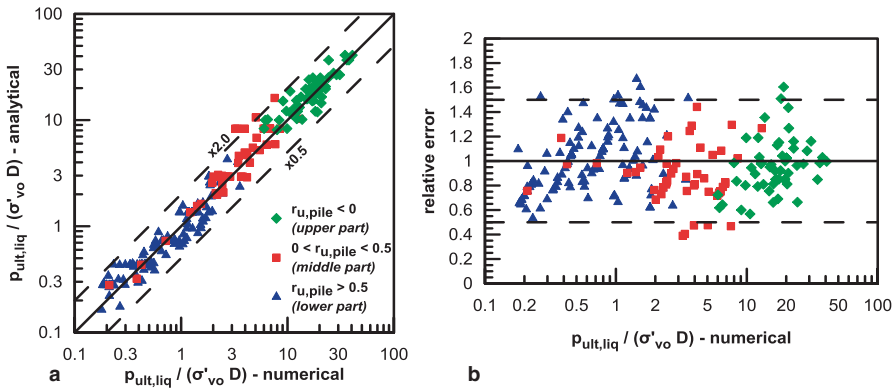 100
30
10
3
1
0.3
0.1
p_ult,liq / (σ'_vo D) - analytical
x2.0
x0.5
r_u,pile < 0
(upper part)
0 < r_u,pile < 0.5
(middle part)
r_u,pile > 0.5
(lower part)
0.1 0.3 1 3 10 30 100
a p_ult,liq / (σ'_vo D) - numerical
2
1.8
1.6
1.4
1.2
1
0.8
0.6
0.4
0.2
0
relative error
0.1 0.2 0.5 1 2 5 10 20 50 100
p_ult,liq / (σ'_vo D) - numerical
b